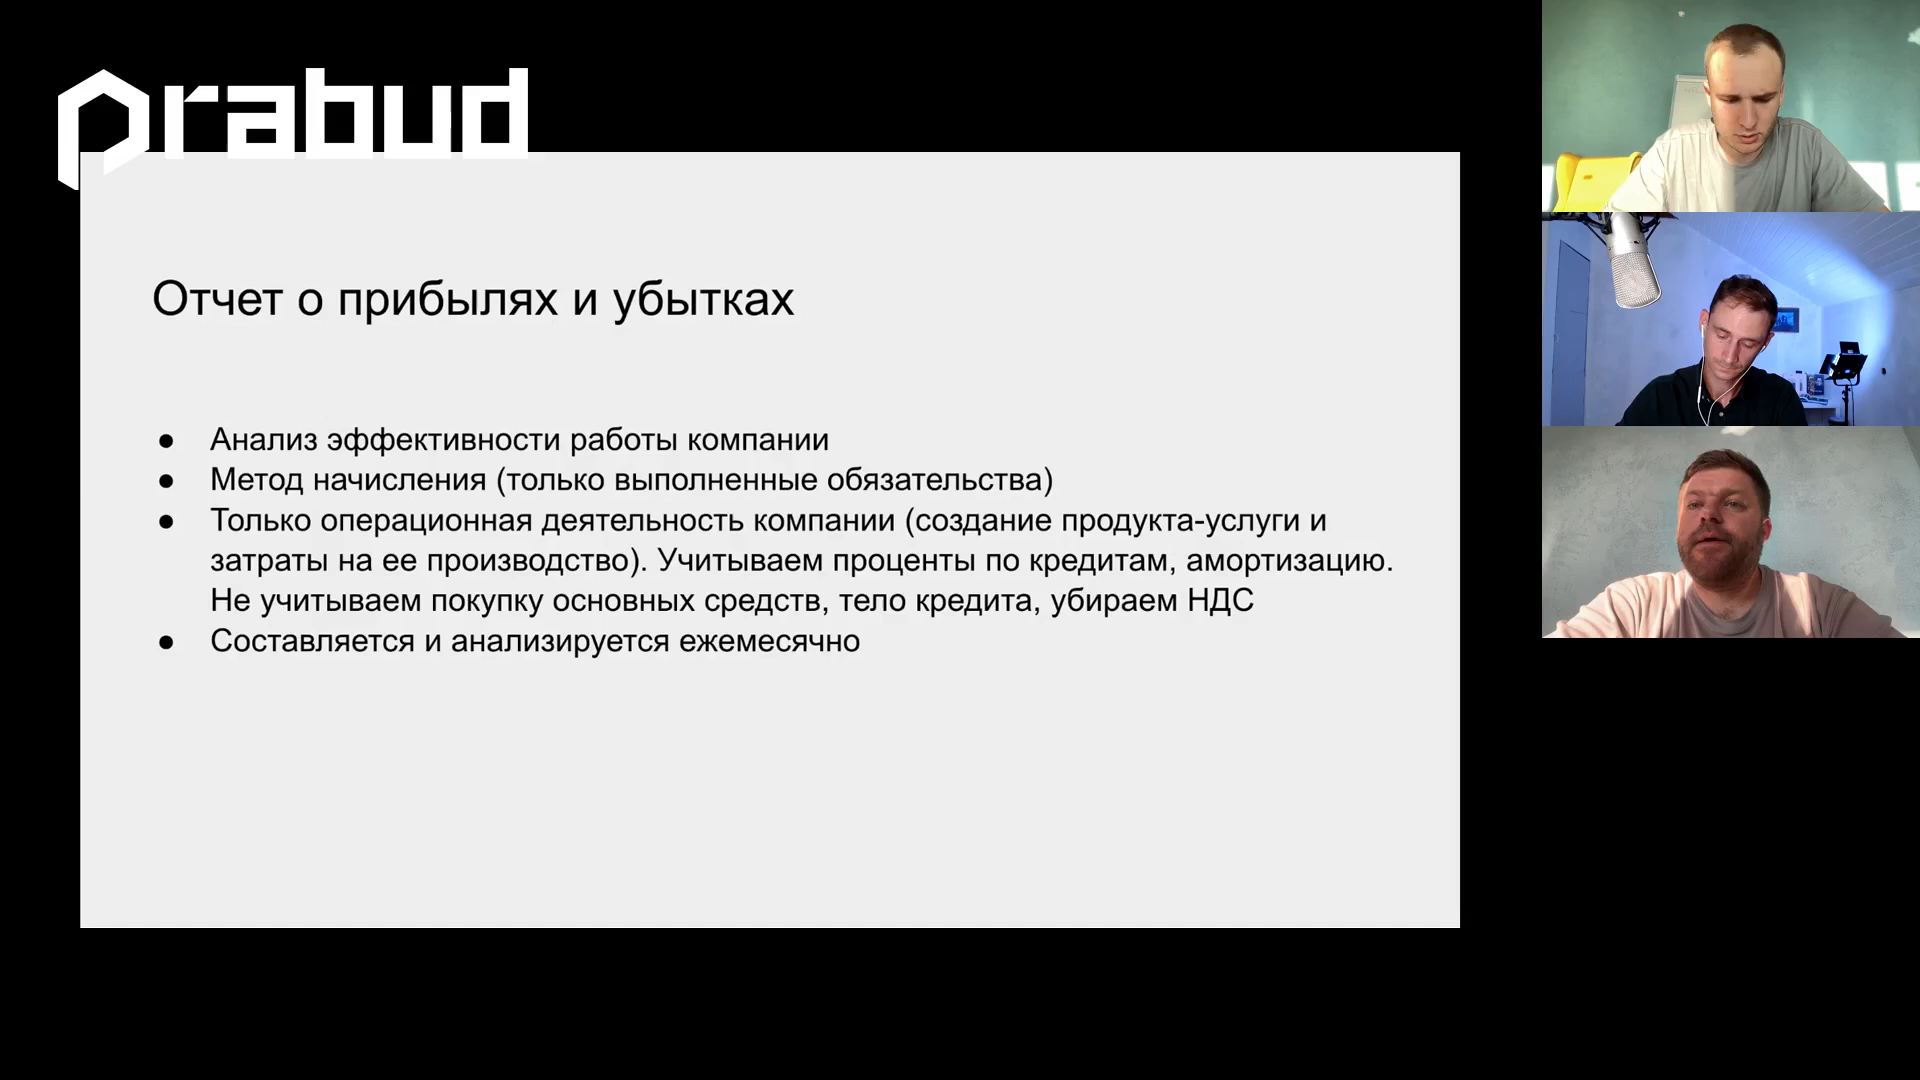 prabud
Отчет о прибылях и убытках
● Анализ эффективности работы компании
● Метод начисления (только выполненные обязательства)
● Только операционная деятельность компании (создание продукта-услуги и
затраты на ее производство). Учитываем проценты по кредитам, амортизацию.
Не учитываем покупку основных средств, тело кредита, убираем НДС
● Составляется и анализируется ежемесячно